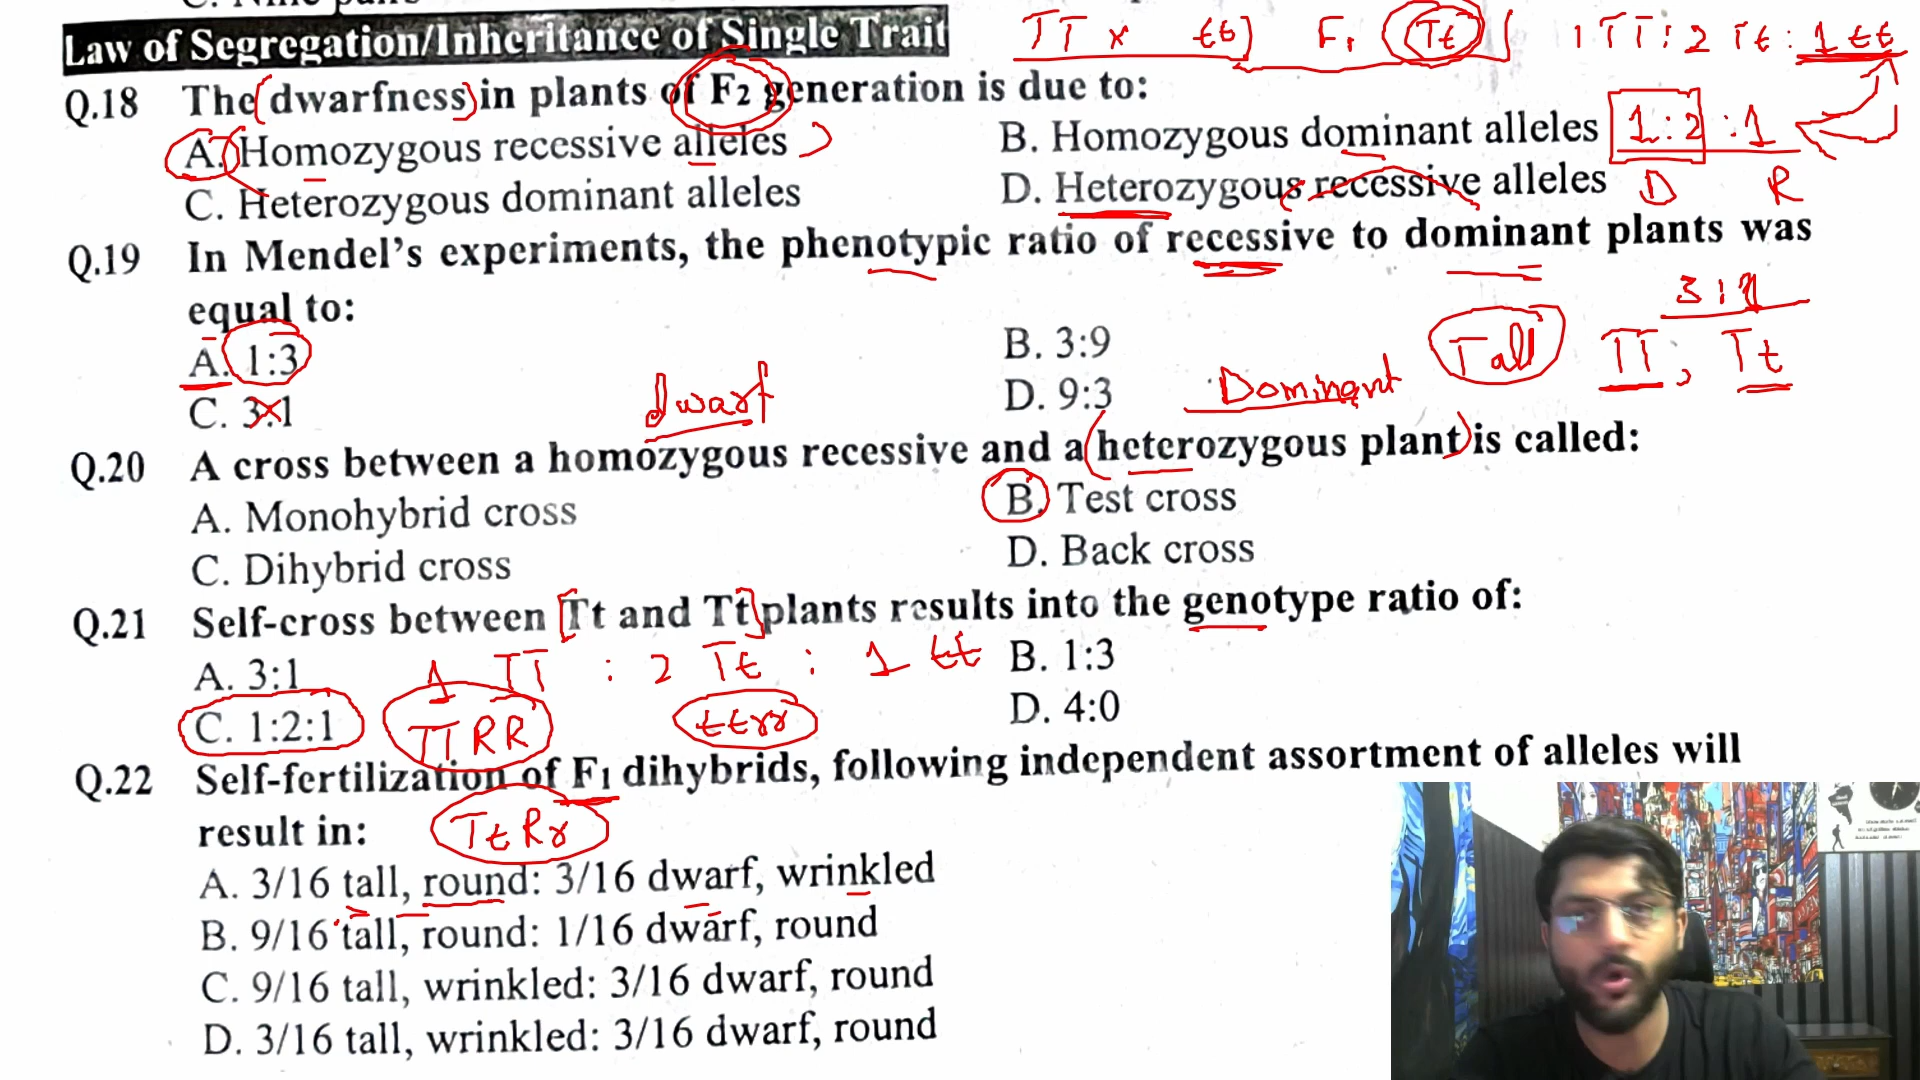 Law of Segregation/Inheritance of Single Trait
TT x tt F1 Tt 1 TT : 2 Tt : 1 tt
Q.18 The dwarfness in plants of F2 generation is due to:
A. Homozygous recessive alleles
B. Homozygous dominant alleles
1:2:1
C. Heterozygous dominant alleles
D. Heterozygous recessive alleles
D R
Q.19 In Mendel's experiments, the phenotypic ratio of recessive to dominant plants was
equal to:
3:1
A. 1:3
B. 3:9
Tall TT, Tt
C. 3:1
D. 9:3
dwarf
Dominant
Q.20 A cross between a homozygous recessive and a heterozygous plant is called:
A. Monohybrid cross
B. Test cross
C. Dihybrid cross
D. Back cross
Q.21 Self-cross between Tt and Tt plants results into the genotype ratio of:
A. 3:1
1 TT : 2 Tt : 1 tt
B. 1:3
C. 1:2:1
TTRR
ttrr
D. 4:0
Q.22 Self-fertilization of F1 dihybrids, following independent assortment of alleles will
result in:
TtRr
A. 3/16 tall, round: 3/16 dwarf, wrinkled
B. 9/16 tall, round: 1/16 dwarf, round
C. 9/16 tall, wrinkled: 3/16 dwarf, round
D. 3/16 tall, wrinkled: 3/16 dwarf, round